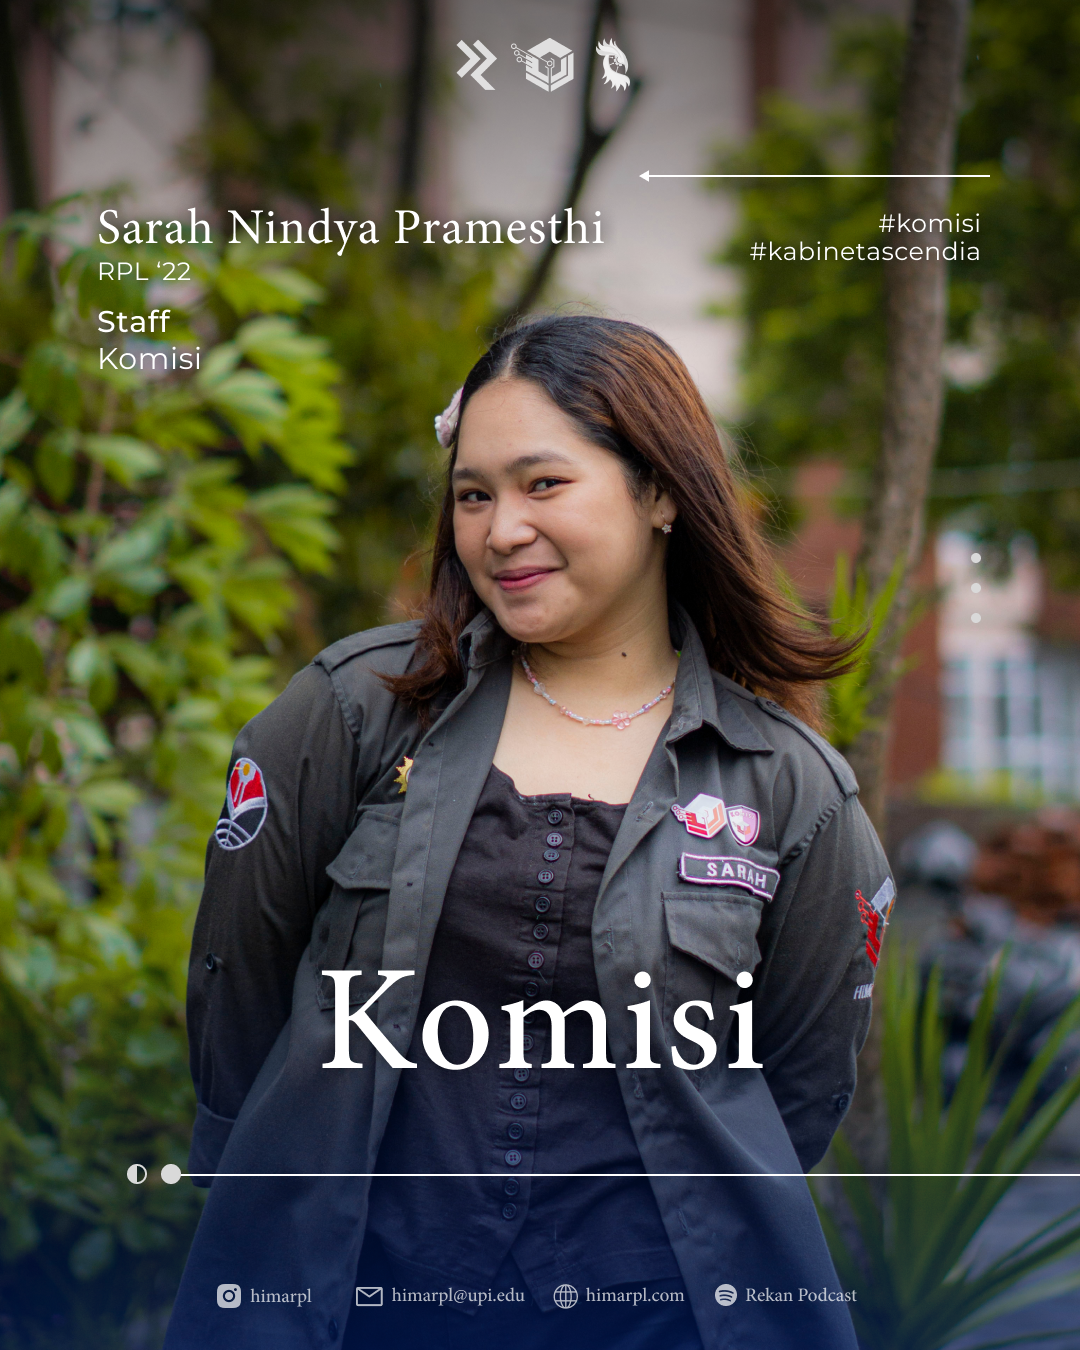 Sarah Nindya Pramesthi
RPL ‘22
Staff
Komisi
#komisi
#kabinetascendia
SARAH
Komisi
himarpl
himarpl@upi.edu
himarpl.com
Rekan Podcast